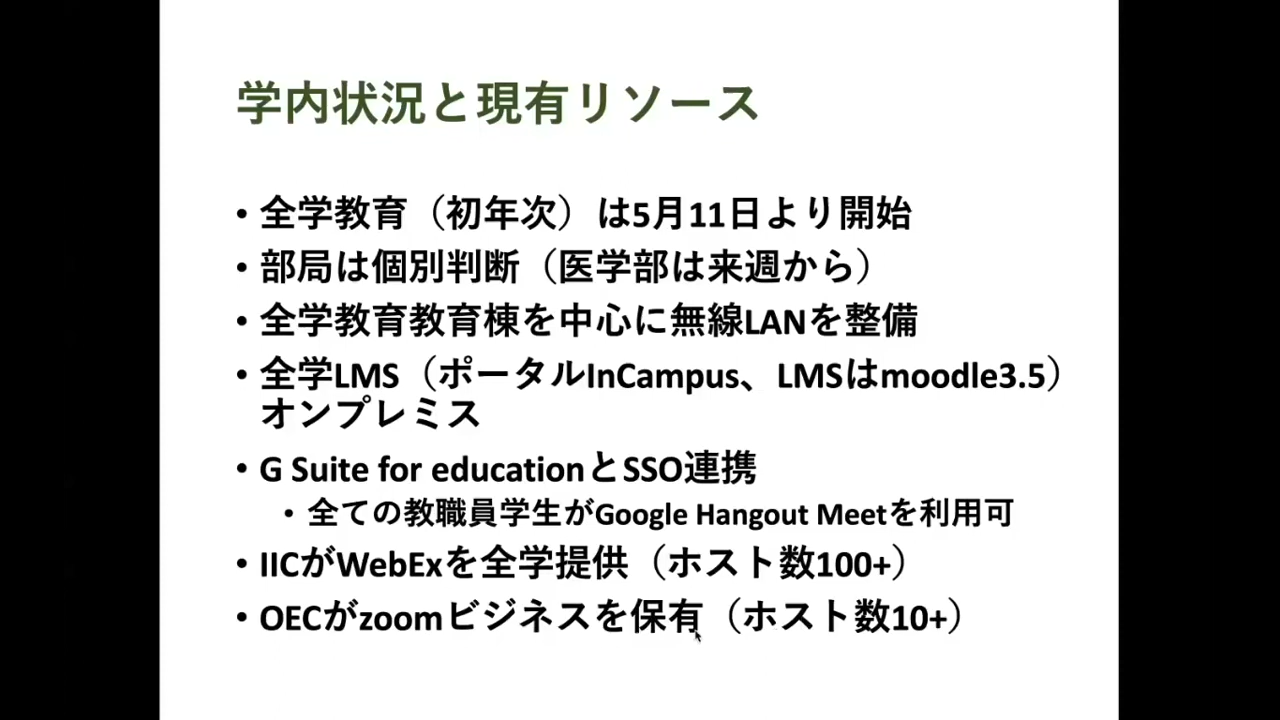 学内状況と現有リソース
• 全学教育（初年次）は5月11日より開始
• 部局は個別判断（医学部は来週から）
• 全学教育教育棟を中心に無線LANを整備
• 全学LMS（ポータルInCampus、LMSはmoodle3.5）
オンプレミス
• G Suite for educationとSSO連携
• 全ての教職員学生がGoogle Hangout Meetを利用可
• IICがWebExを全学提供（ホスト数100+）
• OECがzoomビジネスを保有（ホスト数10+）